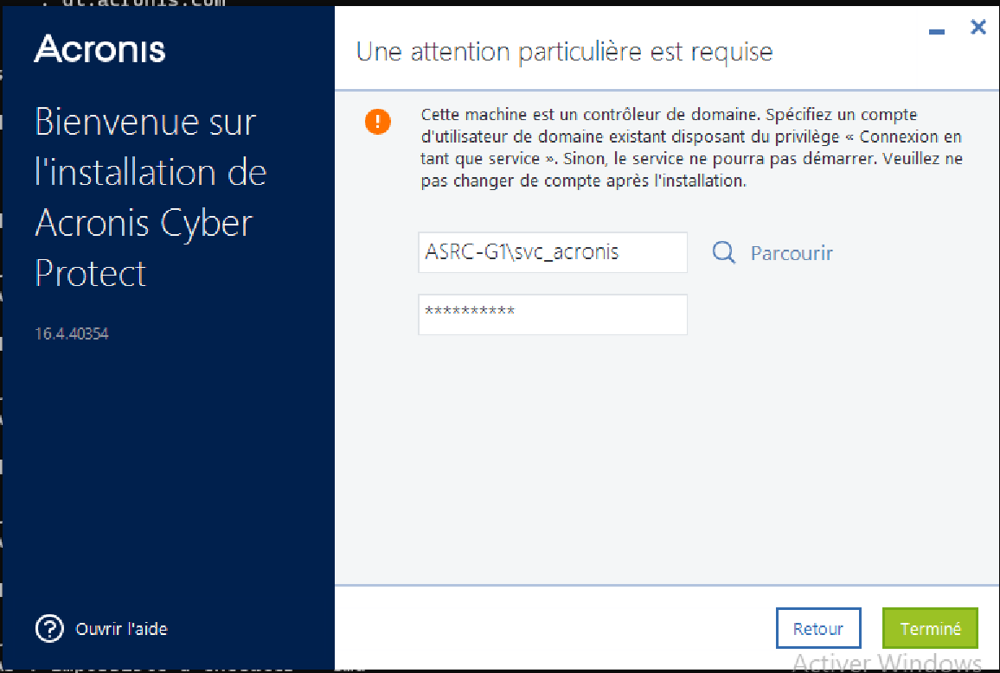 . dt.acronis.com
Acronis
Une attention particulière est requise
Bienvenue sur
l'installation de
Acronis Cyber
Protect
16.4.40354
Cette machine est un contrôleur de domaine. Spécifiez un compte
d'utilisateur de domaine existant disposant du privilège « Connexion en
tant que service ». Sinon, le service ne pourra pas démarrer. Veuillez ne
pas changer de compte après l'installation.
ASRC-G1\svc_acronis
Parcourir
**********
Ouvrir l'aide
Retour
Terminé
Activer Windows